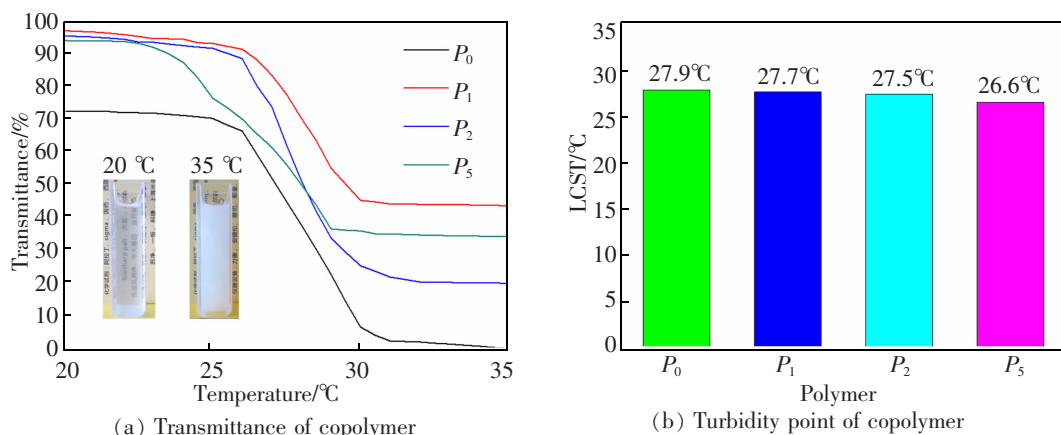 100
90
80
70
60
50
40
30
20
10
0
Transmittance/%
P₀
P₁
P₂
P₅
20 ℃
35 ℃
20
25
30
35
Temperature/℃
(a) Transmittance of copolymer
35
30
25
20
15
10
5
0
LCST/℃
27.9℃
27.7℃
27.5℃
26.6℃
P₀
P₁
P₂
P₅
Polymer
(b) Turbidity point of copolymer